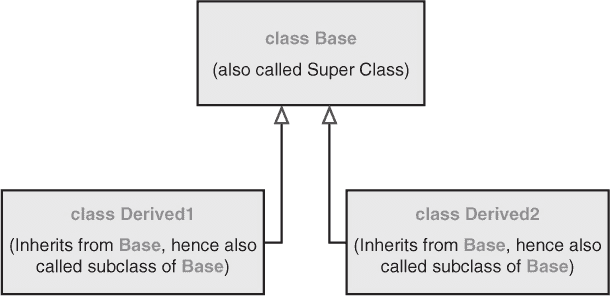 class Base
(also called Super Class)
class Derived1
(Inherits from Base, hence also
called subclass of Base)
class Derived2
(Inherits from Base, hence also
called subclass of Base)